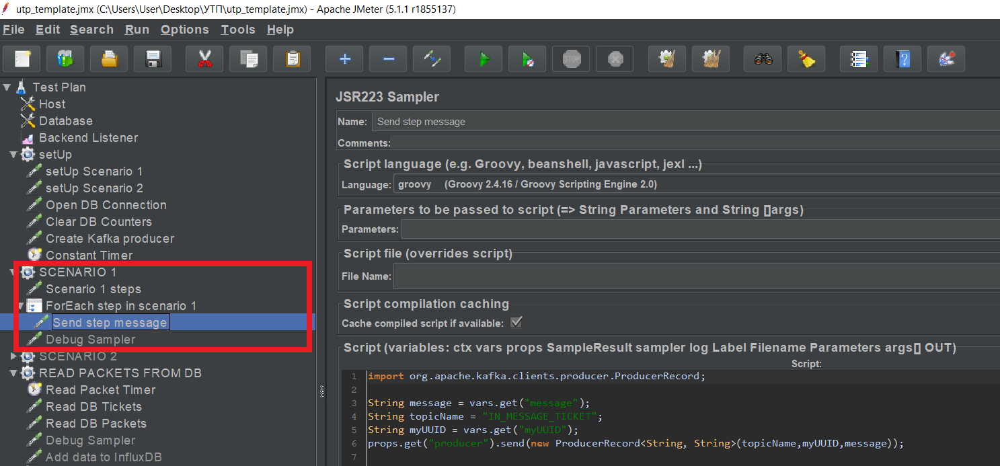 utp_template.jmx (C:\Users\User\Desktop\УТП\utp_template.jmx) - Apache JMeter (5.1.1 r1855137)
File Edit Search Run Options Tools Help
STOP
Test Plan
Host
Database
Backend Listener
setUp
setUp Scenario 1
setUp Scenario 2
Open DB Connection
Clear DB Counters
Create Kafka producer
Constant Timer
SCENARIO 1
Scenario 1 steps
ForEach step in scenario 1
Send step message
Debug Sampler
SCENARIO 2
READ PACKETS FROM DB
Read Packet Timer
Read DB Tickets
Read DB Packets
Debug Sampler
Add data to InfluxDB
JSR223 Sampler
Name: Send step message
Comments:
Script language (e.g. Groovy, beanshell, javascript, jexl ...)
Language: groovy (Groovy 2.4.16 / Groovy Scripting Engine 2.0)
Parameters to be passed to script (=> String Parameters and String []args)
Parameters:
Script file (overrides script)
File Name:
Script compilation caching
Cache compiled script if available:
Script (variables: ctx vars props SampleResult sampler log Label Filename Parameters args[] OUT)
Script:
1 import org.apache.kafka.clients.producer.ProducerRecord;
2
3 String message = vars.get("message");
4 String topicName = "IN_MESSAGE_TICKET";
5 String myUUID = vars.get("myUUID");
6 props.get("producer").send(new ProducerRecord<String, String>(topicName,myUUID,message));
7